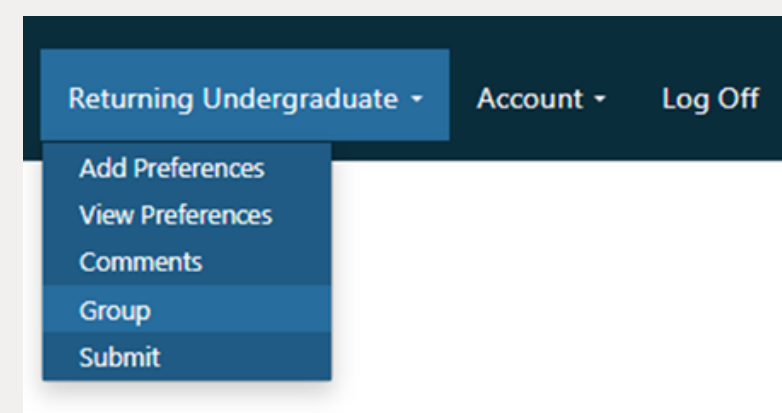 Returning Undergraduate Account Log Off
Add Preferences
View Preferences
Comments
Group
Submit